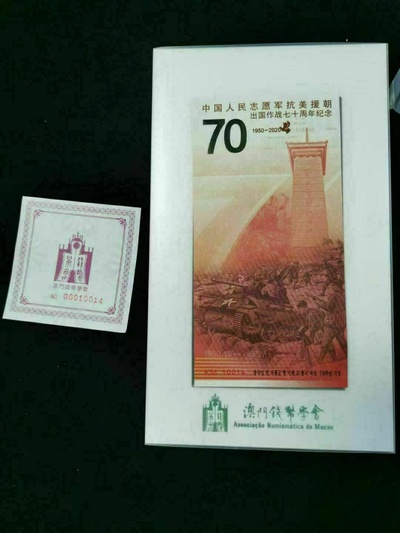 澳門錢幣學會
NO. 00010014
中国人民志愿军抗美援朝
出国作战七十周年纪念
70
1950-2020
澳門錢幣學會
Associação Numismática de Macau